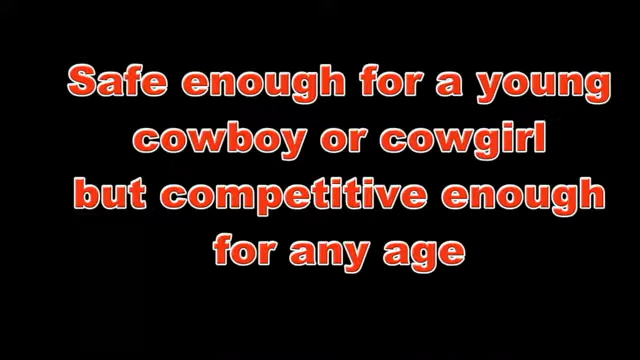 Safe enough for a young
cowboy or cowgirl
but competitive enough
for any age